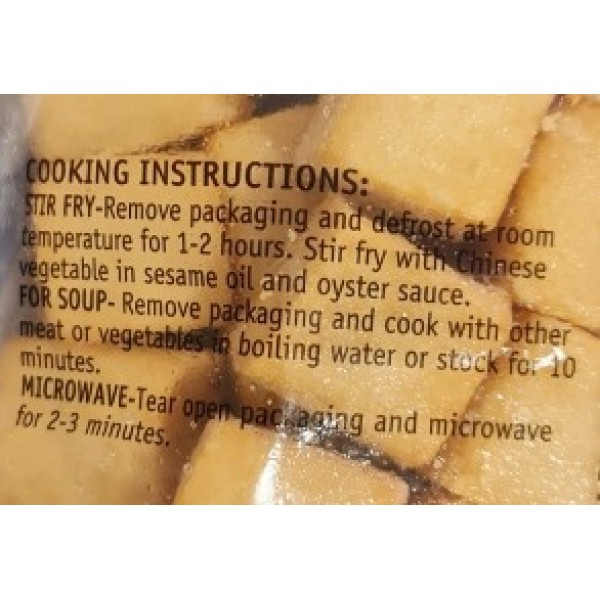 COOKING INSTRUCTIONS:
STIR FRY-Remove packaging and defrost at room
temperature for 1-2 hours. Stir fry with Chinese
vegetable in sesame oil and oyster sauce.
FOR SOUP- Remove packaging and cook with other
meat or vegetables in boiling water or stock for 10
minutes.
MICROWAVE-Tear open packaging and microwave
for 2-3 minutes.